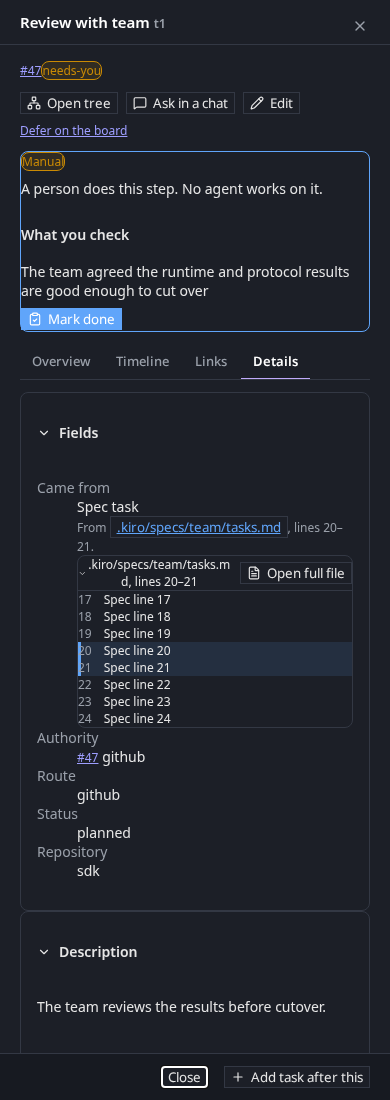 Review with team t1
#47 needs-you
Open tree Ask in a chat Edit
Defer on the board
Manual
A person does this step. No agent works on it.
What you check
The team agreed the runtime and protocol results
are good enough to cut over
Mark done
Overview Timeline Links Details
Fields
Came from
Spec task
From .kiro/specs/team/tasks.md, lines 20–
21.
.kiro/specs/team/tasks.m
d, lines 20–21
Open full file
17 Spec line 17
18 Spec line 18
19 Spec line 19
20 Spec line 20
21 Spec line 21
22 Spec line 22
23 Spec line 23
24 Spec line 24
Authority
#47 github
Route
github
Status
planned
Repository
sdk
Description
The team reviews the results before cutover.
Close + Add task after this